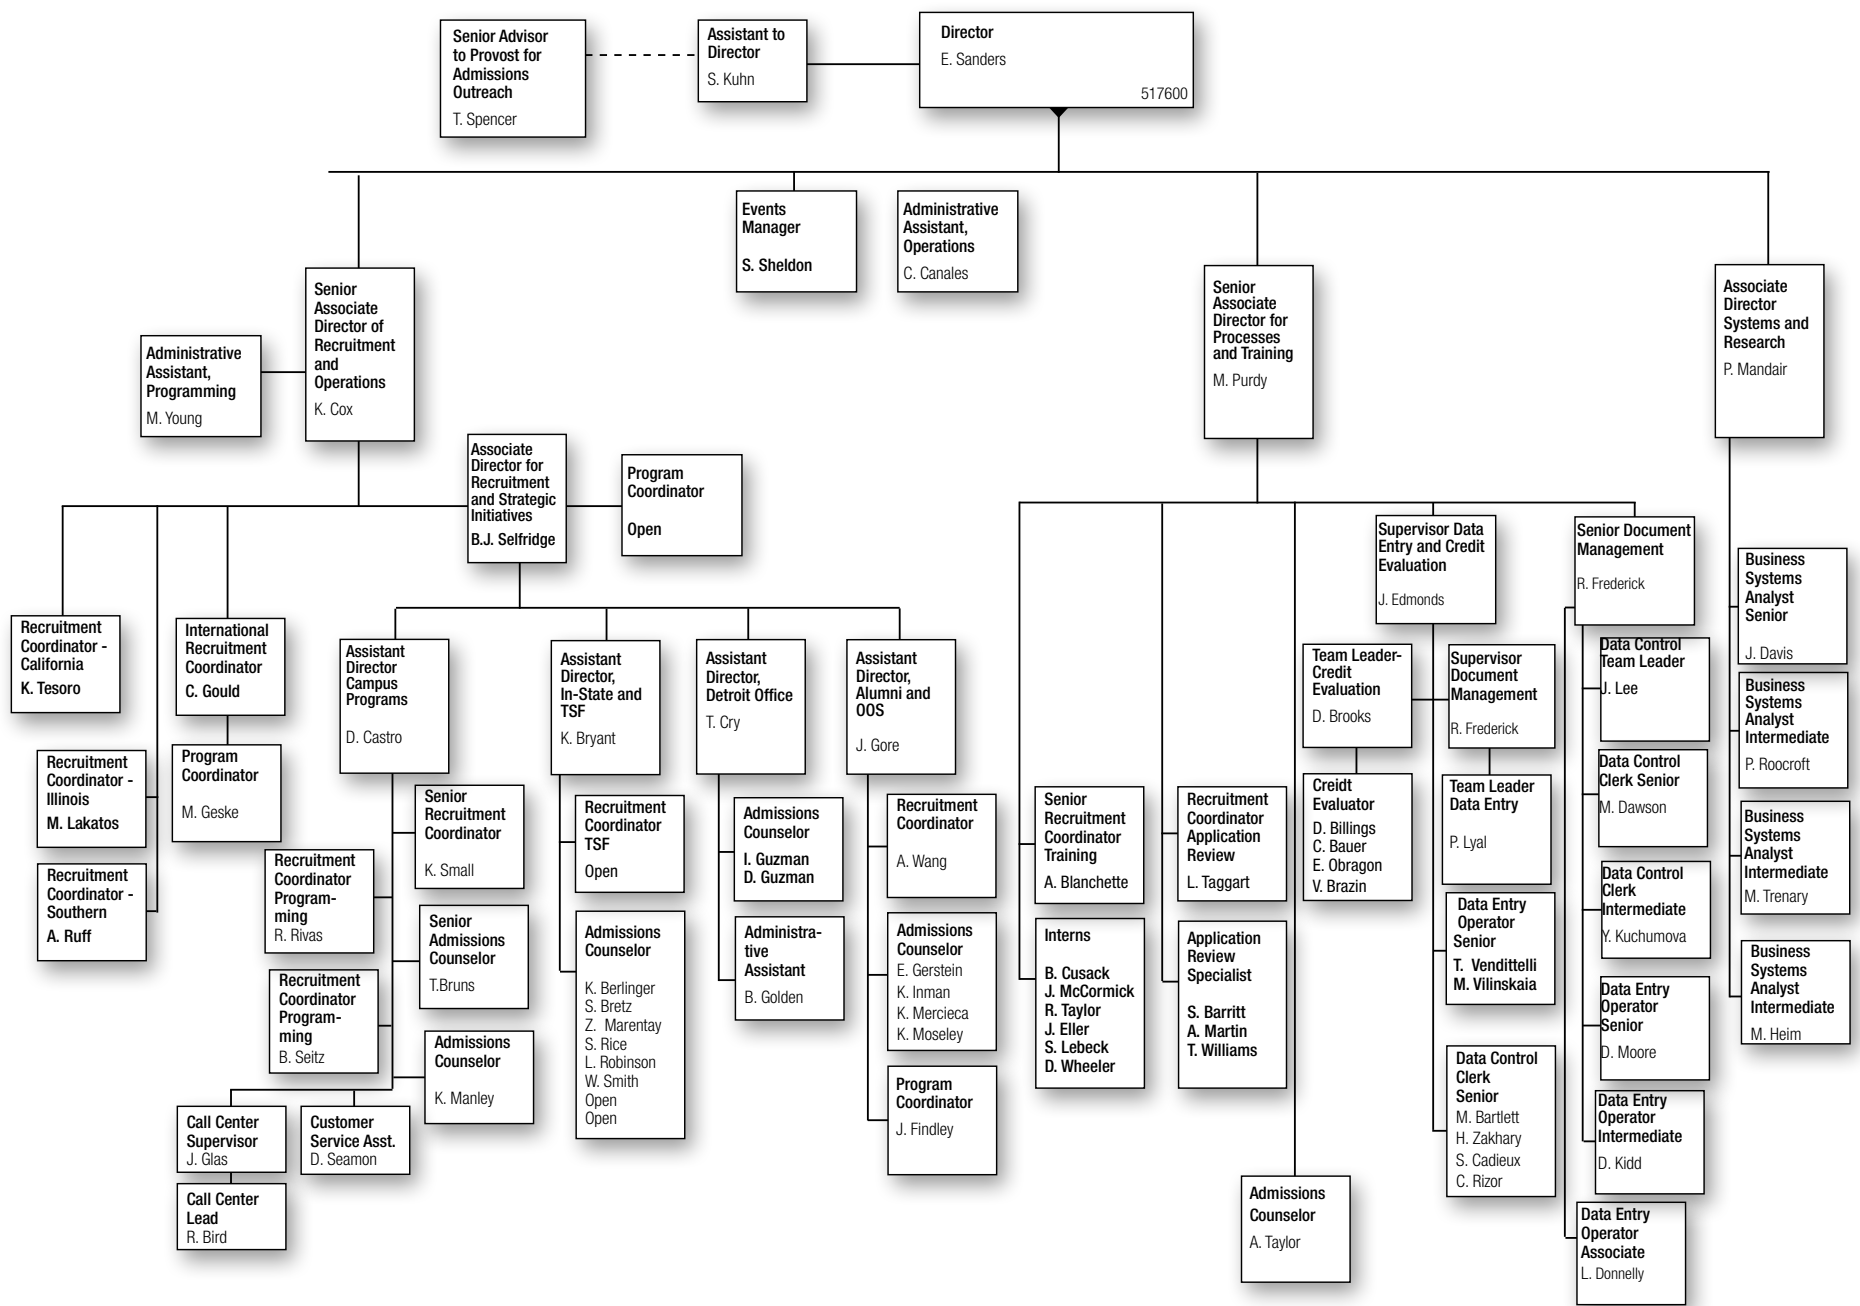 Senior Advisor
to Provost for
Admissions
Outreach
T. Spencer
Assistant to
Director
S. Kuhn
Director
E. Sanders
517600
Events
Manager
S. Sheldon
Administrative
Assistant,
Operations
C. Canales
Senior
Associate
Director of
Recruitment
and
Operations
K. Cox
Administrative
Assistant,
Programming
M. Young
Senior
Associate
Director for
Processes
and Training
M. Purdy
Associate
Director
Systems and
Research
P. Mandair
Associate
Director for
Recruitment
and Strategic
Initiatives
B.J. Selfridge
Program
Coordinator
Open
Recruitment
Coordinator -
California
K. Tesoro
International
Recruitment
Coordinator
C. Gould
Recruitment
Coordinator -
Illinois
M. Lakatos
Program
Coordinator
M. Geske
Recruitment
Coordinator -
Southern
A. Ruff
Assistant
Director
Campus
Programs
D. Castro
Senior
Recruitment
Coordinator
K. Small
Recruitment
Coordinator
Program-
ming
R. Rivas
Senior
Admissions
Counselor
T.Bruns
Recruitment
Coordinator
Program-
ming
B. Seitz
Admissions
Counselor
K. Manley
Call Center
Supervisor
J. Glas
Customer
Service Asst.
D. Seamon
Call Center
Lead
R. Bird
Assistant
Director,
In-State and
TSF
K. Bryant
Recruitment
Coordinator
TSF
Open
Admissions
Counselor
K. Berlinger
S. Bretz
Z. Marentay
S. Rice
L. Robinson
W. Smith
Open
Open
Assistant
Director,
Detroit Office
T. Cry
Admissions
Counselor
I. Guzman
D. Guzman
Administra-
tive
Assistant
B. Golden
Assistant
Director,
Alumni and
OOS
J. Gore
Recruitment
Coordinator
A. Wang
Admissions
Counselor
E. Gerstein
K. Inman
K. Mercieca
K. Moseley
Program
Coordinator
J. Findley
Senior
Recruitment
Coordinator
Training
A. Blanchette
Interns
B. Cusack
J. McCormick
R. Taylor
J. Eller
S. Lebeck
D. Wheeler
Recruitment
Coordinator
Application
Review
L. Taggart
Application
Review
Specialist
S. Barritt
A. Martin
T. Williams
Admissions
Counselor
A. Taylor
Supervisor Data
Entry and Credit
Evaluation
J. Edmonds
Team Leader-
Credit
Evaluation
D. Brooks
Supervisor
Document
Management
R. Frederick
Creidt
Evaluator
D. Billings
C. Bauer
E. Obragon
V. Brazin
Team Leader
Data Entry
P. Lyal
Data Entry
Operator
Senior
T. Vendittelli
M. Vilinskaia
Data Control
Clerk
Senior
M. Bartlett
H. Zakhary
S. Cadieux
C. Rizor
Senior Document
Management
R. Frederick
Data Control
Team Leader
J. Lee
Data Control
Clerk Senior
M. Dawson
Data Control
Clerk
Intermediate
Y. Kuchumova
Data Entry
Operator
Senior
D. Moore
Data Entry
Operator
Intermediate
D. Kidd
Data Entry
Operator
Associate
L. Donnelly
Business
Systems
Analyst
Senior
J. Davis
Business
Systems
Analyst
Intermediate
P. Roocroft
Business
Systems
Analyst
Intermediate
M. Trenary
Business
Systems
Analyst
Intermediate
M. Heim